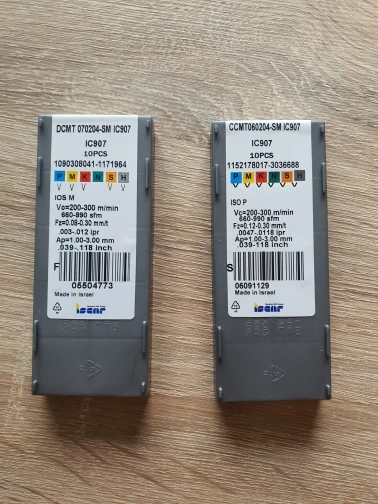 DCMT 070204-SM IC907
IC907
10PCS
1090308041-1171964
P M K N S H
IOS M
Vc=200-300 m/min
660-990 sfm
Fz=0.08-0.30 mm/t
.003-.012 ipr
Ap=1.00-3.00 mm
.039-.118 inch
F
05504773
Made in Israel
iscar
CCMT060204-SM IC907
IC907
10PCS
1152178017-3036688
P M K N S H
ISO P
Vc=200-300 m/min
660-990 sfm
Fz=0.12-0.30 mm/t
.0047-.0118 ipr
Ap=1.00-3.00 mm
.039-.118 inch
S
06091129
Made in Israel
iscar